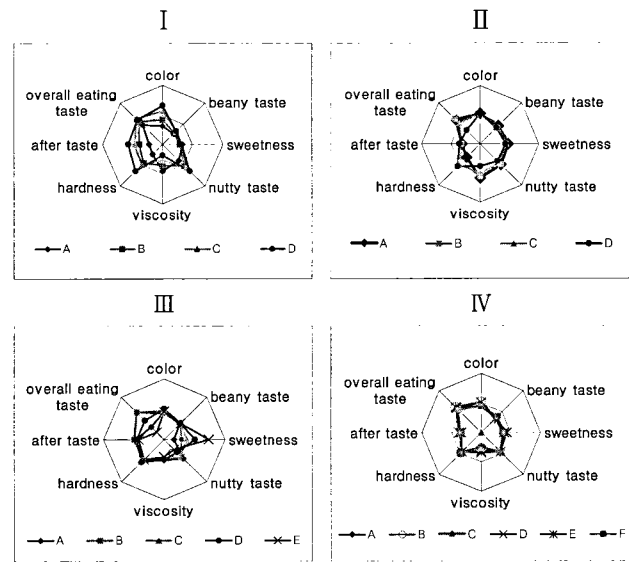 I
color
overall eating
taste
beany taste
after taste
sweetness
hardness
nutty taste
viscosity
A B C D
II
color
overall eating
taste
beany taste
after taste
sweetness
hardness
nutty taste
viscosity
A B C D
III
color
overall eating
taste
beany taste
after taste
sweetness
hardness
nutty taste
viscosity
A B C D E
IV
color
overall eating
taste
beany taste
after taste
sweetness
hardness
nutty taste
viscosity
A B C D E F